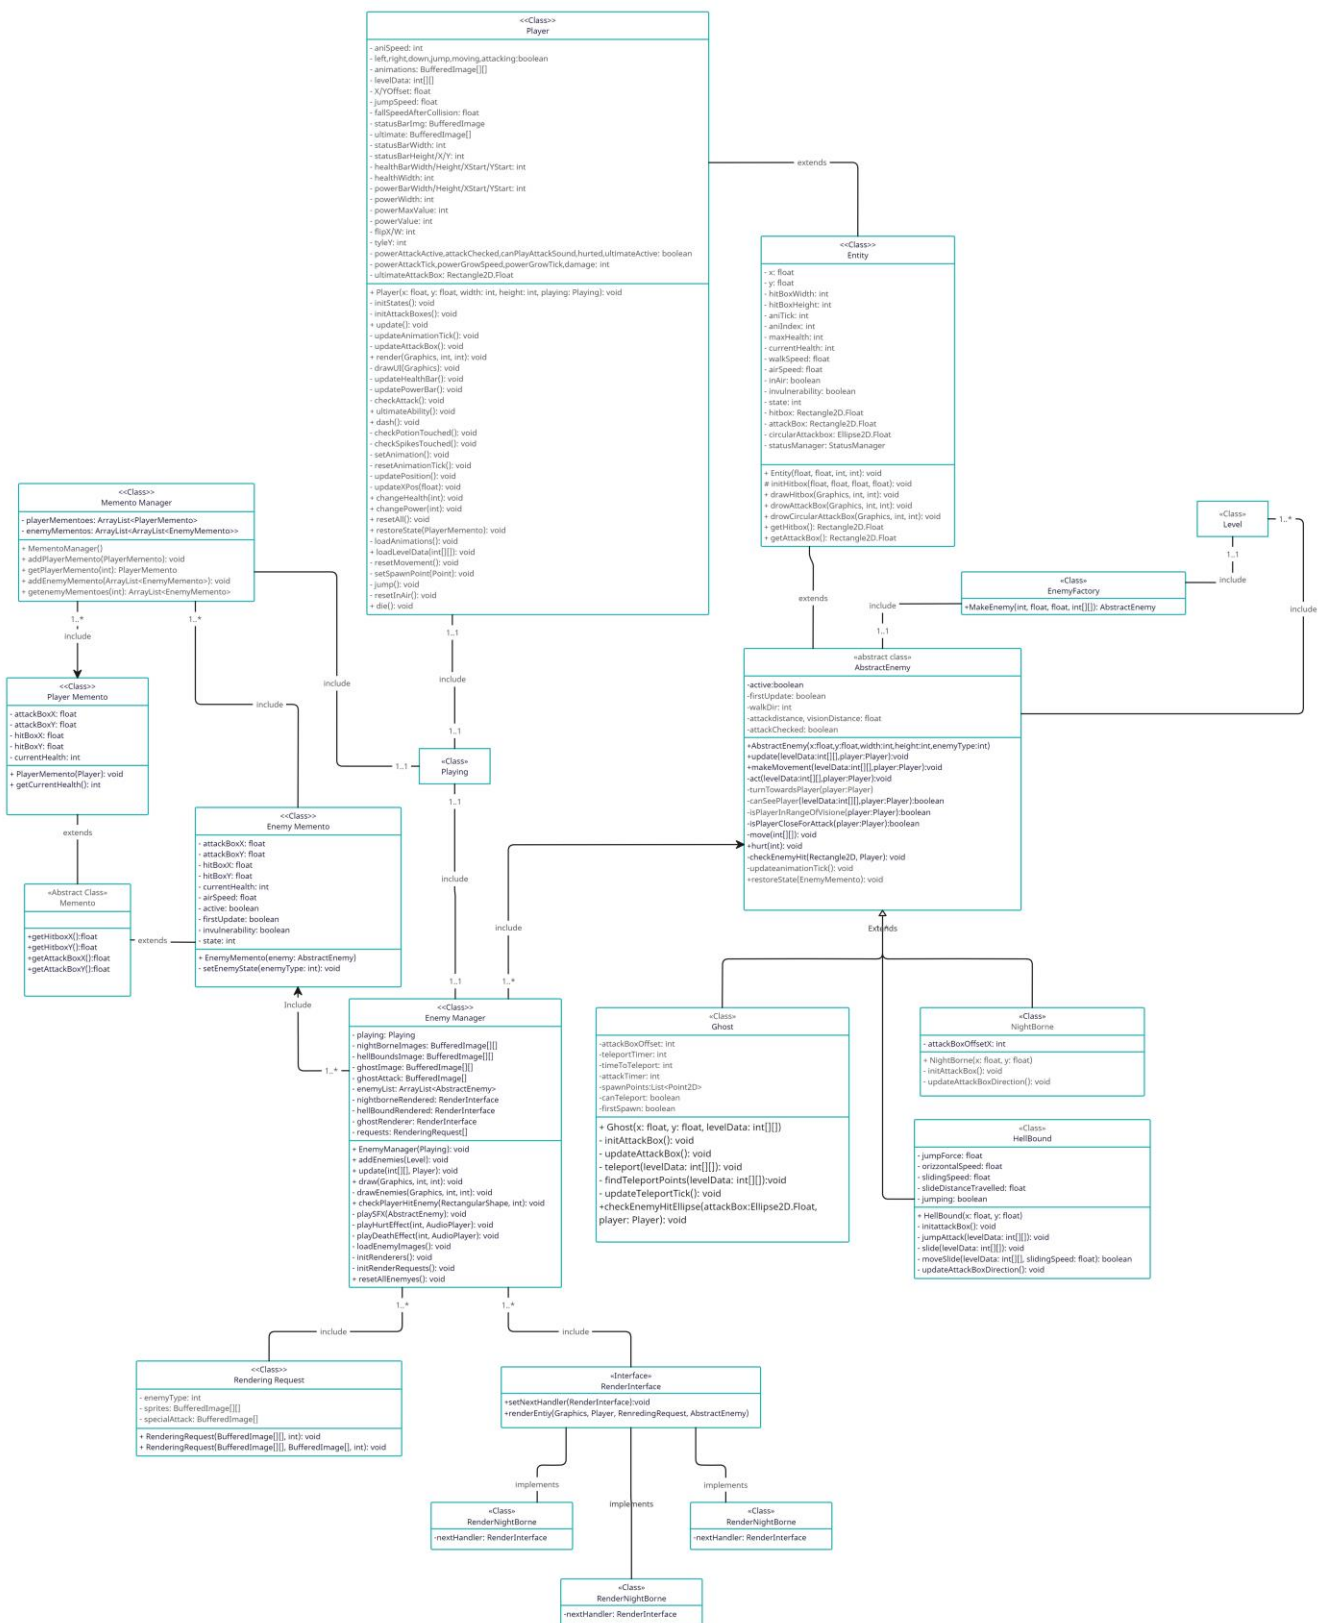 <<Class>>
Player
- aniSpeed: int
- left,right,down,jump,moving,attacking:boolean
- animations: BufferedImage[][]
- levelData: int[][]
- X/YOffset: float
- jumpSpeed: float
- fallSpeedAfterCollision: float
- statusBarImg: BufferedImage
- ultimate: BufferedImage[]
- statusBarWidth: int
- statusBarHeight/X/Y: int
- healthBarWidth/Height/XStart/YStart: int
- healthWidth: int
- powerBarWidth/Height/XStart/YStart: int
- powerWidth: int
- powerMaxValue: int
- powerValue: int
- flipX/W: int
- tyleY: int
- powerAttackActive,attackChecked,canPlayAttackSound,hurted,ultimateActive: boolean
- powerAttackTick,powerGrowSpeed,powerGrowTick,damage: int
- ultimateAttackBox: Rectangle2D.Float
+ Player(x: float, y: float, width: int, height: int, playing: Playing): void
- initStates(): void
- initAttackBoxes(): void
+ update(): void
- updateAnimationTick(): void
- updateAttackBox(): void
+ render(Graphics, int, int): void
- drawUI(Graphics): void
- updateHealthBar(): void
- updatePowerBar(): void
- checkAttack(): void
+ ultimateAbility(): void
+ dash(): void
- checkPotionTouched(): void
- checkSpikesTouched(): void
- setAnimation(): void
- resetAnimationTick(): void
- updatePosition(): void
- updateXPos(float): void
+ changeHealth(int): void
+ changePower(int): void
+ resetAll(): void
+ restoreState(PlayerMemento): void
- loadAnimations(): void
+ loadLevelData(int[][]): void
- resetMovement(): void
- setSpawnPoint(Point): void
- jump(): void
- resetInAir(): void
+ die(): void
extends
<<Class>>
Entity
- x: float
- y: float
- hitBoxWidth: int
- hitBoxHeight: int
- aniTick: int
- aniIndex: int
- maxHealth: int
- currentHealth: int
- walkSpeed: float
- airSpeed: float
- inAir: boolean
- invulnerability: boolean
- state: int
- hitbox: Rectangle2D.Float
- attackBox: Rectangle2D.Float
- circularAttackbox: Ellipse2D.Float
- statusManager: StatusManager
+ Entity(float, float, int, int): void
# initHitbox(float, float, float, float): void
+ drawHitbox(Graphics, int, int): void
+ drowAttackBox(Graphics, int, int): void
+ drowCircularAttackBox(Graphics, int, int): void
+ getHitbox(): Rectangle2D.Float
+ getAttackBox(): Rectangle2D.Float
<<Class>>
Memento Manager
- playerMementoes: ArrayList<PlayerMemento>
- enemyMementos: ArrayList<ArrayList<EnemyMemento>>
+ MementoManager()
+ addPlayerMemento(PlayerMemento): void
+ getPlayerMemento(int): PlayerMemento
+ addEnemyMemento(ArrayList<EnemyMemento>): void
+ getenemyMementoes(int): ArrayList<EnemyMemento>
«Class»
Level
1..*
1..1
include
include
«Class»
EnemyFactory
+MakeEnemy(int, float, float, int[][]): AbstractEnemy
include
1..1
extends
1..*
include
1..*
include
include
1..1
include
1..1
<<Class>>
Player Memento
- attackBoxX: float
- attackBoxY: float
- hitBoxX: float
- hitBoxY: float
- currentHealth: int
+ PlayerMemento(Player): void
+ getCurrentHealth(): int
«abstract class»
AbstractEnemy
-active:boolean
-firstUpdate: boolean
-walkDir: int
-attackdistance, visionDistance: float
-attackChecked: boolean
+AbstractEnemy(x:float,y:float,width:int,height:int,enemyType:int)
+update(levelData:int[][],player:Player):void
+makeMovement(levelData:int[][],player:Player):void
-act(levelData:int[][],player:Player):void
-turnTowardsPlayer(player:Player)
-canSeePlayer(levelData:int[][],player:Player):boolean
-isPlayerInRangeOfVisione(player:Player):boolean
-isPlayerCloseForAttack(player:Player):boolean
-move(int[][]): void
+hurt(int): void
-checkEnemyHit(Rectangle2D, Player): void
-updateanimationTick(): void
+restoreState(EnemyMemento): void
1..1
«Class»
Playing
1..1
include
1..1
extends
«Abstract Class»
Memento
+getHitboxX():float
+getHitboxY():float
+getAttackBoxX():float
+getAttackBoxY():float
extends
<<Class>>
Enemy Memento
- attackBoxX: float
- attackBoxY: float
- hitBoxX: float
- hitBoxY: float
- currentHealth: int
- airSpeed: float
- active: boolean
- firstUpdate: boolean
- invulnerability: boolean
- state: int
+ EnemyMemento(enemy: AbstractEnemy)
- setEnemyState(enemyType: int): void
include
1..*
Include
1..*
Extends
<<Class>>
Enemy Manager
- playing: Playing
- nightBorneImages: BufferedImage[][]
- hellBoundsImage: BufferedImage[][]
- ghostImage: BufferedImage[][]
- ghostAttack: BufferedImage[]
- enemyList: ArrayList<AbstractEnemy>
- nightborneRendered: RenderInterface
- hellBoundRendered: RenderInterface
- ghostRenderer: RenderInterface
- requests: RenderingRequest[]
+ EnemyManager(Playing): void
+ addEnemies(Level): void
+ update(int[][], Player): void
+ draw(Graphics, int, int): void
- drawEnemies(Graphics, int, int): void
+ checkPlayerHitEnemy(RectangularShape, int): void
- playSFX(AbstractEnemy): void
- playHurtEffect(int, AudioPlayer): void
- playDeathEffect(int, AudioPlayer): void
- loadEnemyImages(): void
- initRenderers(): void
- initRenderRequests(): void
+ resetAllEnemyes(): void
«Class»
Ghost
-attackBoxOffset: int
-teleportTimer: int
-timeToTeleport: int
-attackTimer: int
-spawnPoints:List<Point2D>
-canTeleport: boolean
-firstSpawn: boolean
+ Ghost(x: float, y: float, levelData: int[][])
- initAttackBox(): void
- updateAttackBox(): void
- teleport(levelData: int[][]): void
- findTeleportPoints(levelData: int[][]):void
- updateTeleportTick(): void
+checkEnemyHitEllipse(attackBox:Ellipse2D.Float,
player: Player): void
«Class»
NightBorne
- attackBoxOffsetX: int
+ NightBorne(x: float, y: float)
- initAttackBox(): void
- updateAttackBoxDirection(): void
«Class»
HellBound
- jumpForce: float
- orizzontalSpeed: float
- slidingSpeed: float
- slideDistanceTravelled: float
- jumping: boolean
+ HellBound(x: float, y: float)
- initattackBox(): void
- jumpAttack(levelData: int[][]): void
- slide(levelData: int[][]): void
- moveSlide(levelData: int[][], slidingSpeed: float): boolean
- updateAttackBoxDirection(): void
1..*
include
1..*
include
<<Class>>
Rendering Request
- enemyType: int
- sprites: BufferedImage[][]
- specialAttack: BufferedImage[]
+ RenderingRequest(BufferedImage[][], int): void
+ RenderingRequest(BufferedImage[][], BufferedImage[], int): void
«Interface»
RenderInterface
+setNextHandler(RenderInterface):void
+renderEntiy(Graphics, Player, RenredingRequest, AbstractEnemy)
implements
implements
implements
«Class»
RenderNightBorne
-nextHandler: RenderInterface
«Class»
RenderNightBorne
-nextHandler: RenderInterface
«Class»
RenderNightBorne
-nextHandler: RenderInterface